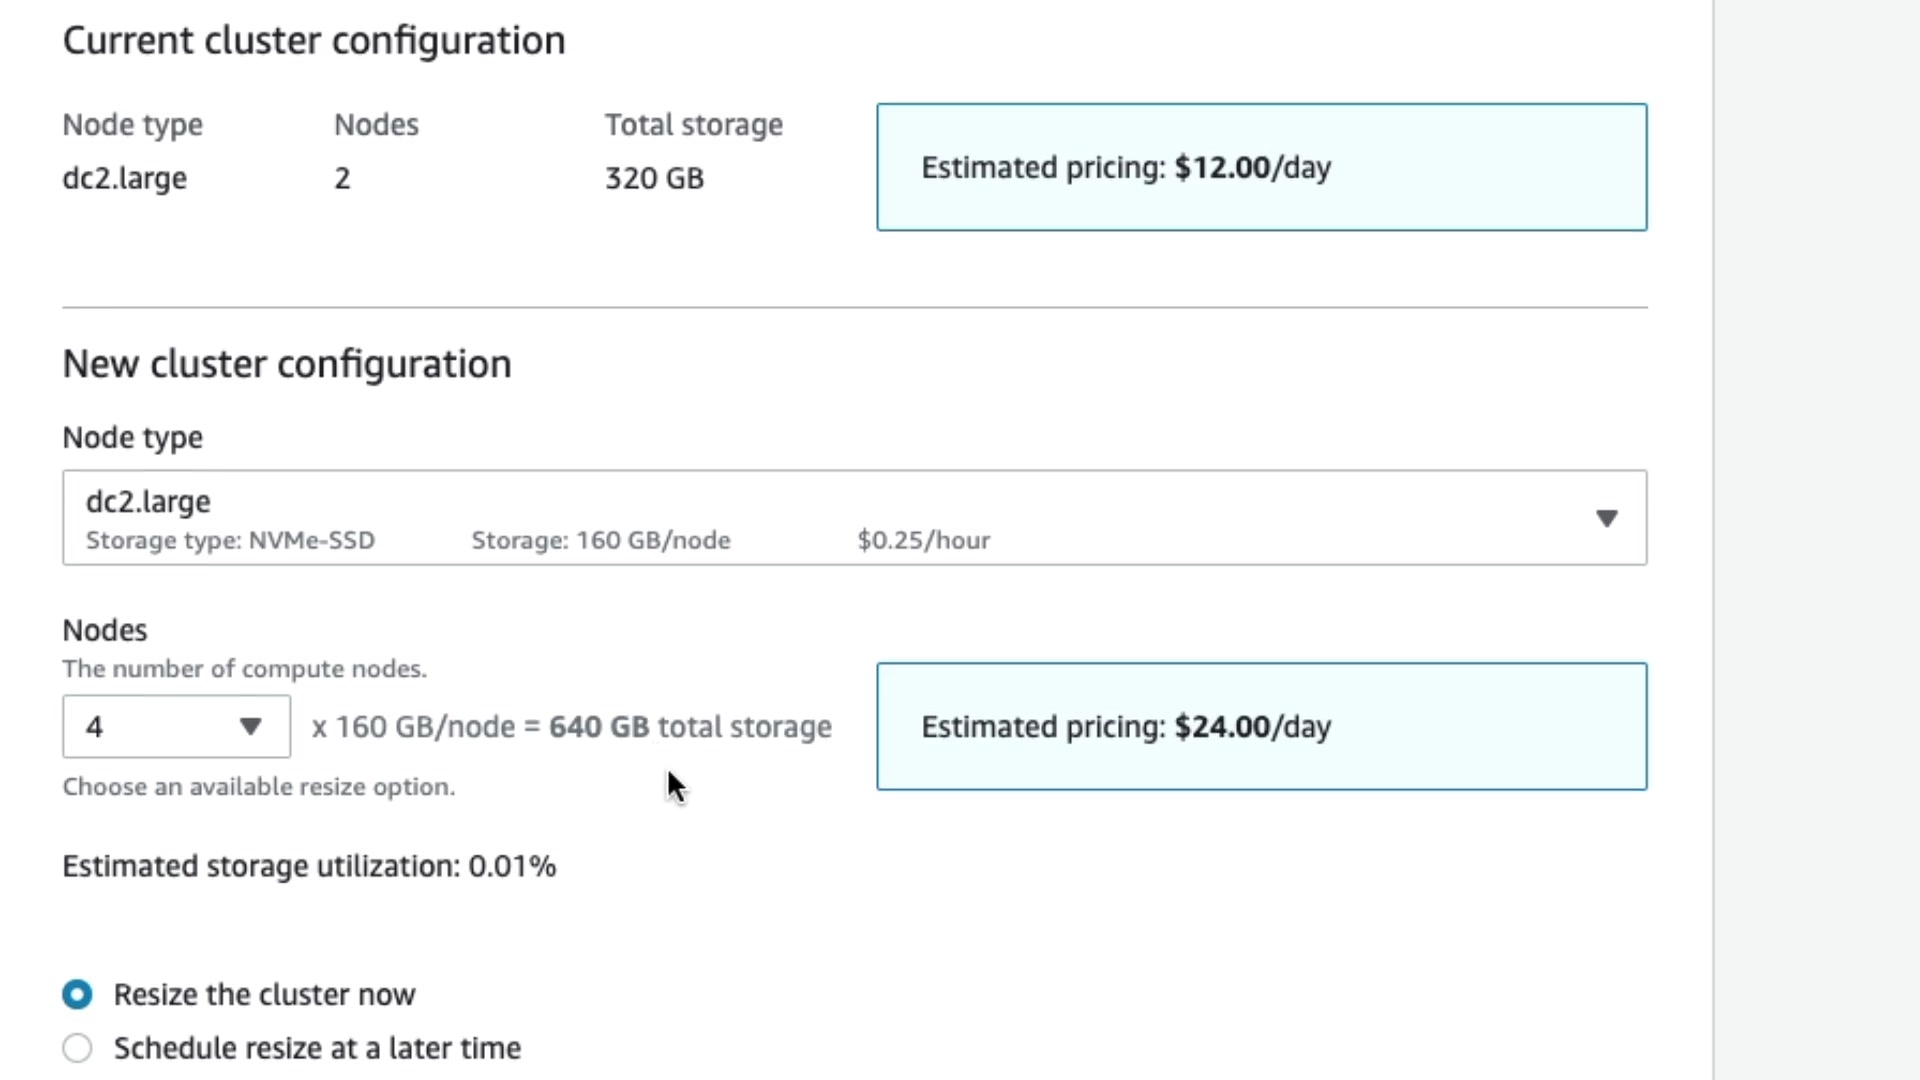 Current cluster configuration
Node type Nodes Total storage
dc2.large 2 320 GB
Estimated pricing: $12.00/day
New cluster configuration
Node type
dc2.large
Storage type: NVMe-SSD Storage: 160 GB/node $0.25/hour
Nodes
The number of compute nodes.
4 x 160 GB/node = 640 GB total storage
Estimated pricing: $24.00/day
Choose an available resize option.
Estimated storage utilization: 0.01%
Resize the cluster now
Schedule resize at a later time